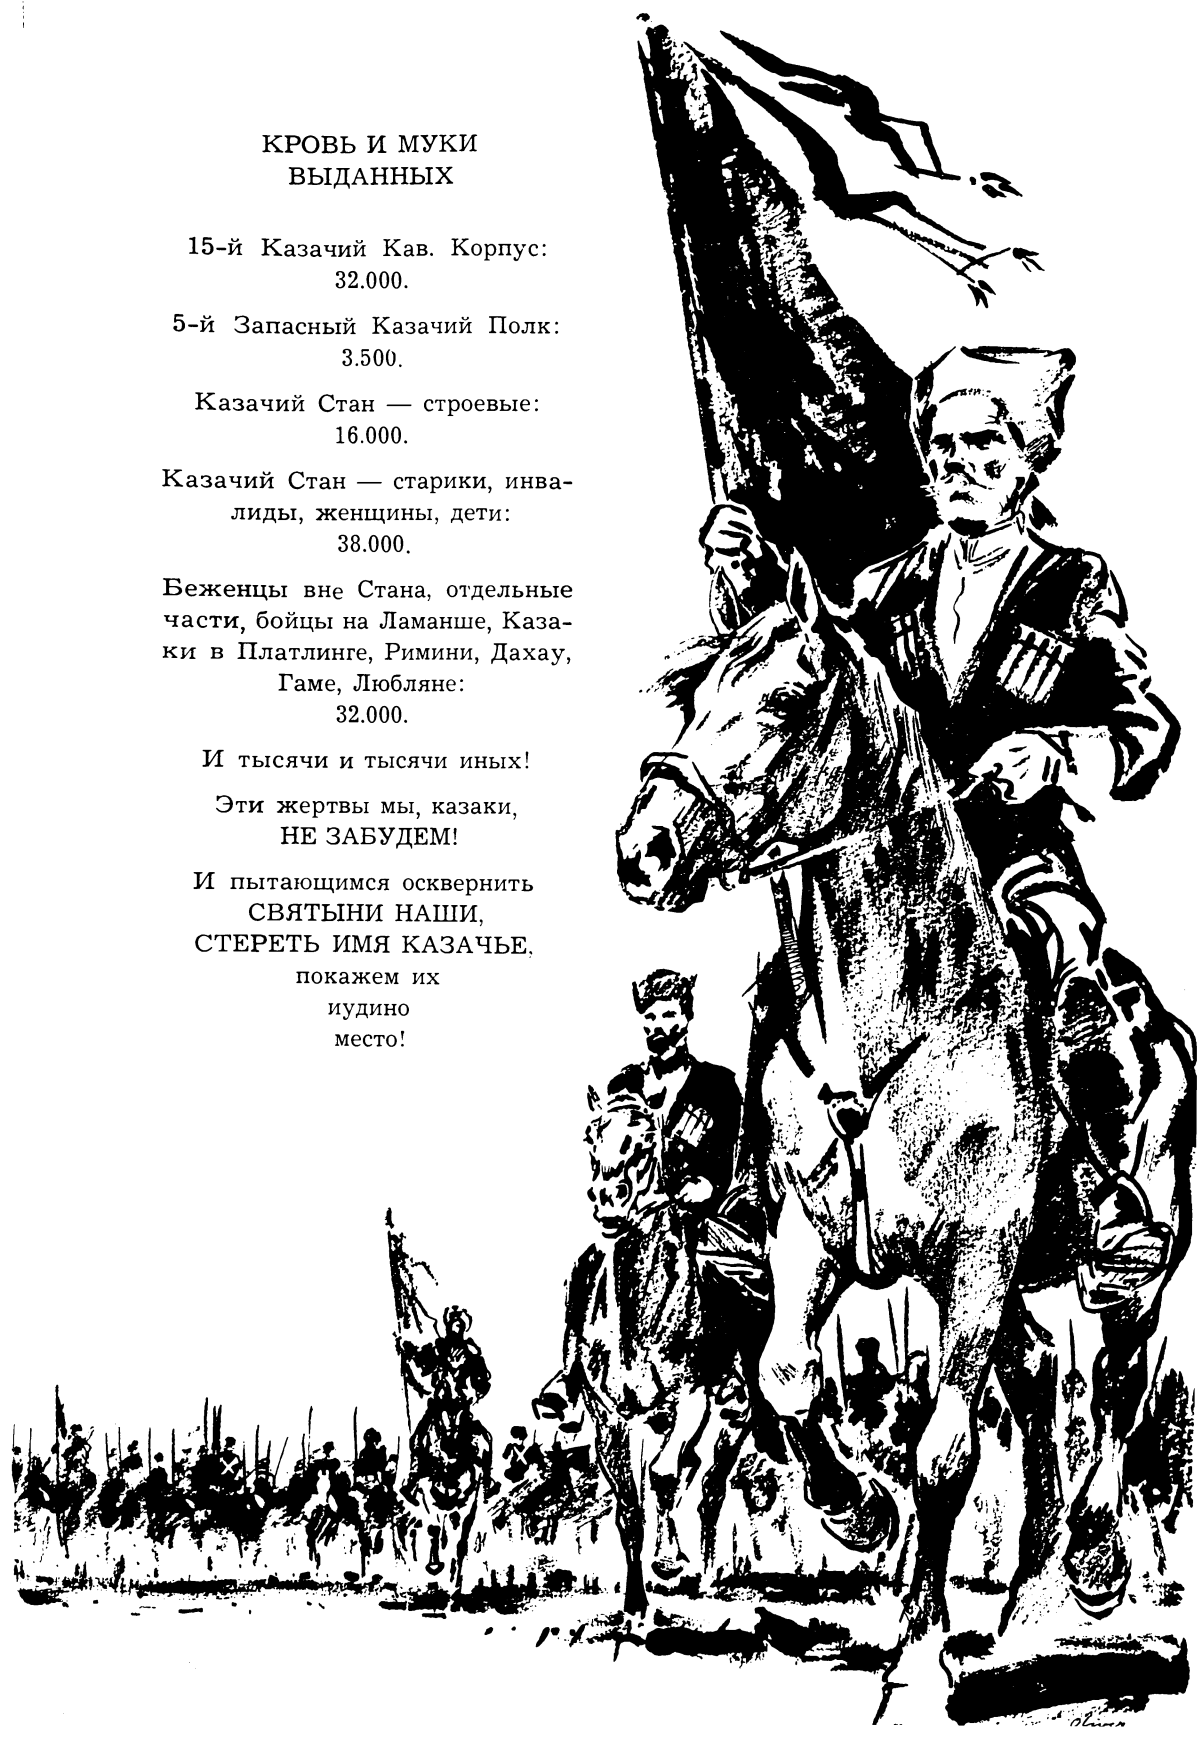 КРОВЬ И МУКИ
ВЫДАННЫХ
15-й Казачий Кав. Корпус:
32.000.
5-й Запасный Казачий Полк:
3.500.
Казачий Стан — строевые:
16.000.
Казачий Стан — старики, инва-
лиды, женщины, дети:
38.000.
Беженцы вне Стана, отдельные
части, бойцы на Ламанше, Каза-
ки в Платлинге, Римини, Дахау,
Гаме, Любляне:
32.000.
И тысячи и тысячи иных!
Эти жертвы мы, казаки,
НЕ ЗАБУДЕМ!
И пытающимся осквернить
СВЯТЫНИ НАШИ,
СТЕРЕТЬ ИМЯ КАЗАЧЬЕ,
покажем их
иудино
место!